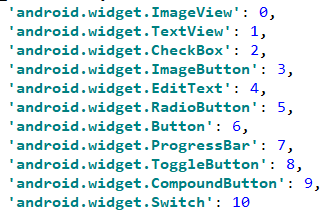 'android.widget.ImageView': 0,
'android.widget.TextView': 1,
'android.widget.CheckBox': 2,
'android.widget.ImageButton': 3,
'android.widget.EditText': 4,
'android.widget.RadioButton': 5,
'android.widget.Button': 6,
'android.widget.ProgressBar': 7,
'android.widget.ToggleButton': 8,
'android.widget.CompoundButton': 9,
'android.widget.Switch': 10